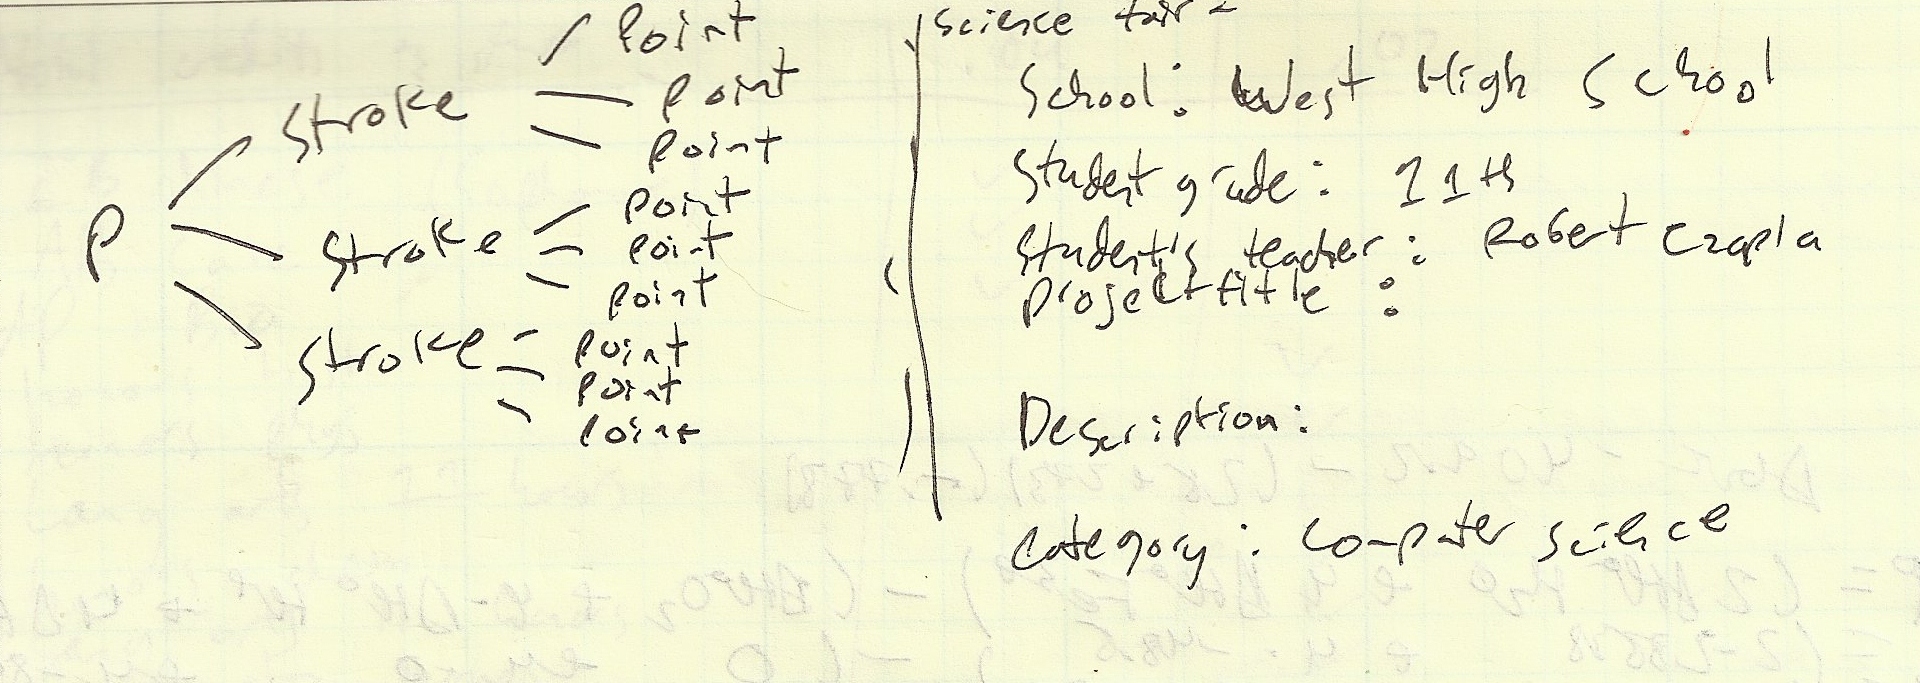 Point
Stroke
Point
Point
Point
P
Stroke
Point
Point
Stroke
Point
Point
Point
Science fair -
School: West High School
Student grade: 11th
Student's teacher: Robert Czapla
Project title:
Description:
Category: Computer science